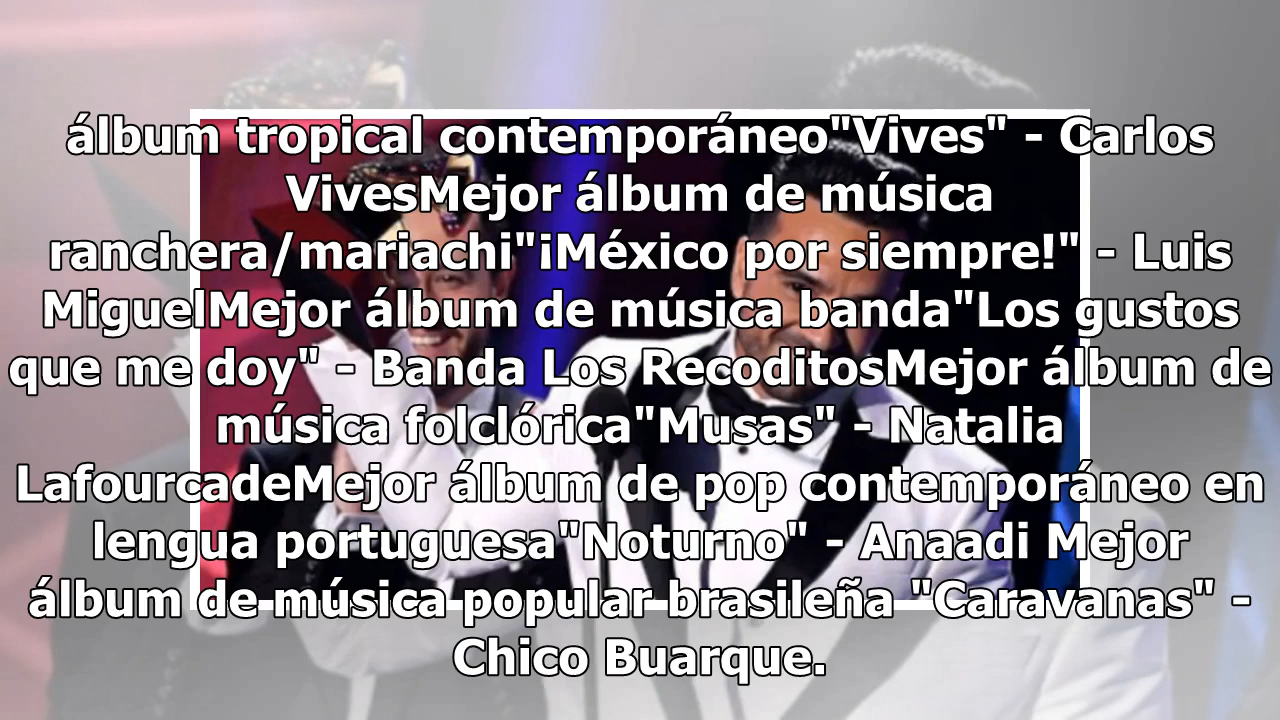 álbum tropical contemporáneo"Vives" - Carlos
VivesMejor álbum de música
ranchera/mariachi"¡México por siempre!" - Luis
MiguelMejor álbum de música banda"Los gustos
que me doy" - Banda Los RecoditosMejor álbum de
música folclórica"Musas" - Natalia
LafourcadeMejor álbum de pop contemporáneo en
lengua portuguesa"Noturno" - Anaadi Mejor
álbum de música popular brasileña "Caravanas" -
Chico Buarque.